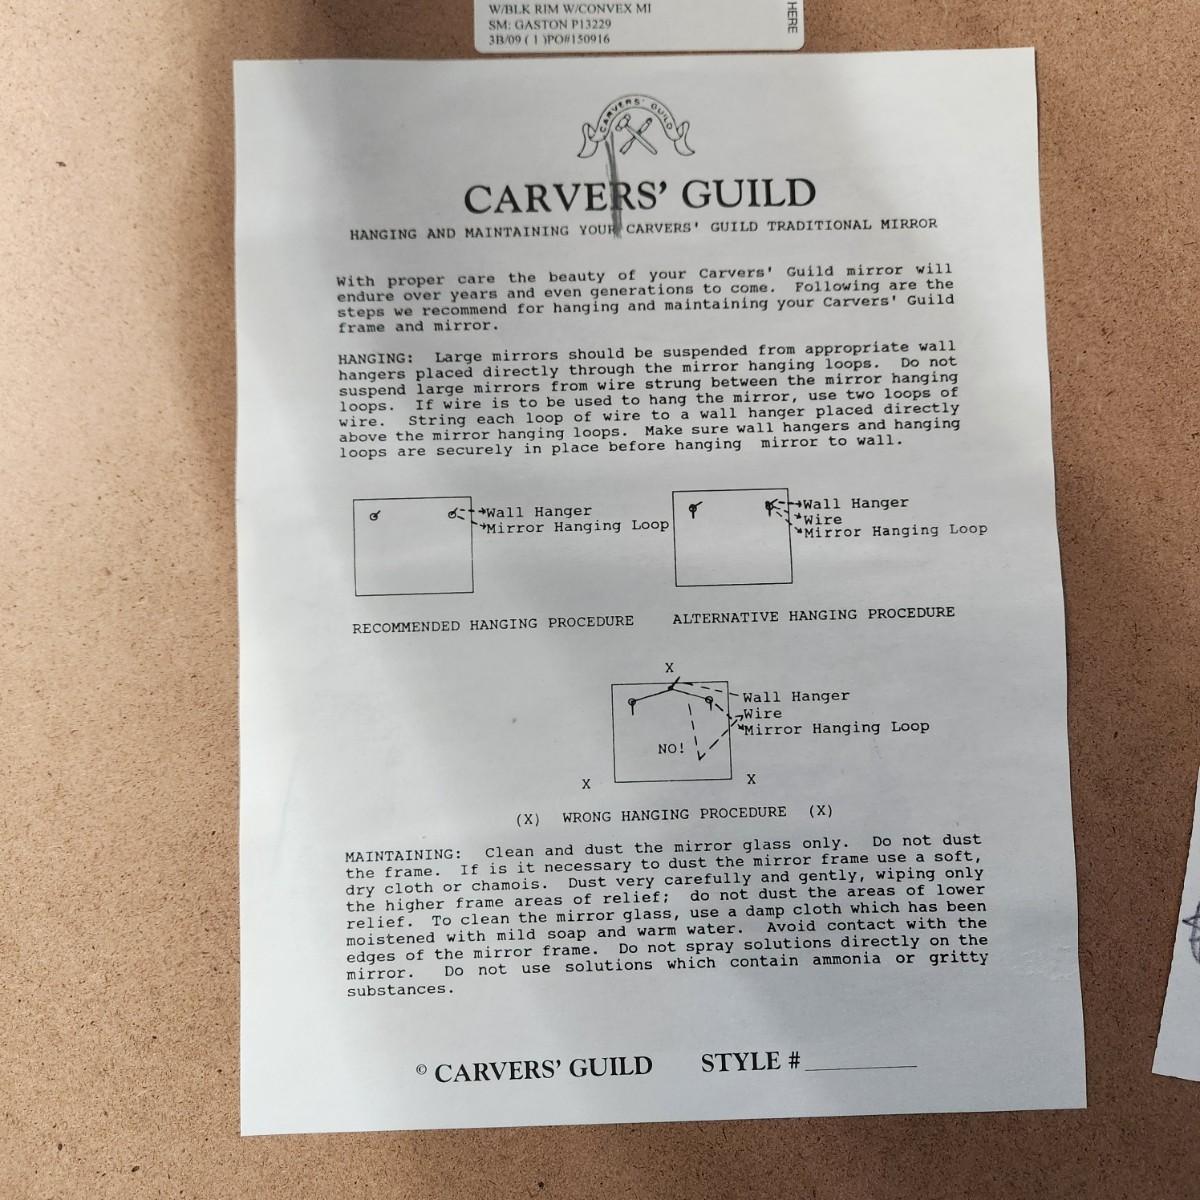 W/BLK RIM W/CONVEX MI
SM: GASTON P13229
3B/09 ( 1 )PO#150916
HERE
CARVERS' GUILD
CARVERS' GUILD
HANGING AND MAINTAINING YOUR CARVERS' GUILD TRADITIONAL MIRROR
With proper care the beauty of your Carvers' Guild mirror will
endure over years and even generations to come. Following are the
steps we recommend for hanging and maintaining your Carvers' Guild
frame and mirror.
HANGING: Large mirrors should be suspended from appropriate wall
hangers placed directly through the mirror hanging loops. Do not
suspend large mirrors from wire strung between the mirror hanging
loops. If wire is to be used to hang the mirror, use two loops of
wire. String each loop of wire to a wall hanger placed directly
above the mirror hanging loops. Make sure wall hangers and hanging
loops are securely in place before hanging mirror to wall.
Wall Hanger
Mirror Hanging Loop
RECOMMENDED HANGING PROCEDURE
Wall Hanger
Wire
Mirror Hanging Loop
ALTERNATIVE HANGING PROCEDURE
X
Wall Hanger
Wire
Mirror Hanging Loop
NO!
X X
(X) WRONG HANGING PROCEDURE (X)
MAINTAINING: Clean and dust the mirror glass only. Do not dust
the frame. If is it necessary to dust the mirror frame use a soft,
dry cloth or chamois. Dust very carefully and gently, wiping only
the higher frame areas of relief; do not dust the areas of lower
relief. To clean the mirror glass, use a damp cloth which has been
moistened with mild soap and warm water. Avoid contact with the
edges of the mirror frame. Do not spray solutions directly on the
mirror. Do not use solutions which contain ammonia or gritty
substances.
© CARVERS' GUILD STYLE #